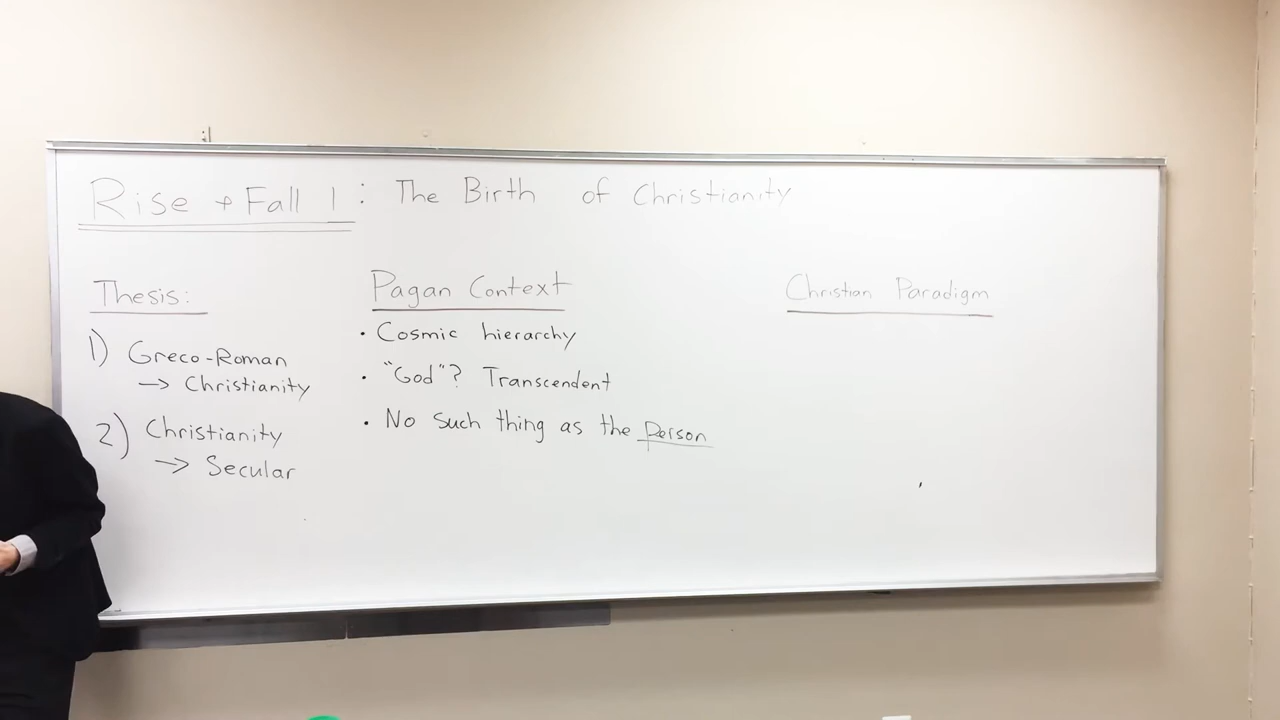 Rise + Fall 1: The Birth of Christianity
Thesis:
1) Greco-Roman
→ Christianity
2) Christianity
→ Secular
Pagan Context
• Cosmic hierarchy
• "God"? Transcendent
• No such thing as the person
Christian Paradigm